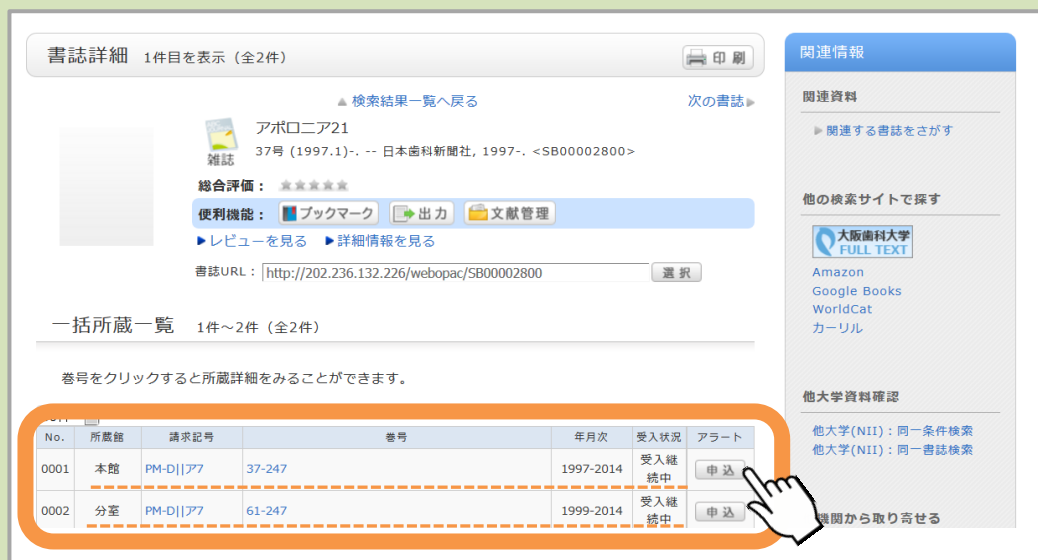 書誌詳細 1件目を表示 (全2件)
印 刷
▲ 検索結果一覧へ戻る 次の書誌▶
雑誌
アポロニア21
37号 (1997.1)-. -- 日本歯科新聞社, 1997-. <SB00002800>
総合評価： ★★★★★
便利機能： ブックマーク 出 力 文献管理
▶レビューを見る ▶詳細情報を見る
書誌URL： http://202.236.132.226/webopac/SB00002800 選 択
一括所蔵一覧 1件～2件 (全2件)
巻号をクリックすると所蔵詳細をみることができます。
No. 所蔵館 請求記号 巻号 年月次 受入状況 アラート
0001 本館 PM-D||ア7 37-247 1997-2014 受入継続中 申 込
0002 分室 PM-D||ア7 61-247 1999-2014 受入継続中 申 込
関連情報
関連資料
▶関連する書誌をさがす
他の検索サイトで探す
大阪歯科大学
FULL TEXT
Amazon
Google Books
WorldCat
カーリル
他大学資料確認
他大学(NII)：同一条件検索
他大学(NII)：同一書誌検索
機関から取り寄せる